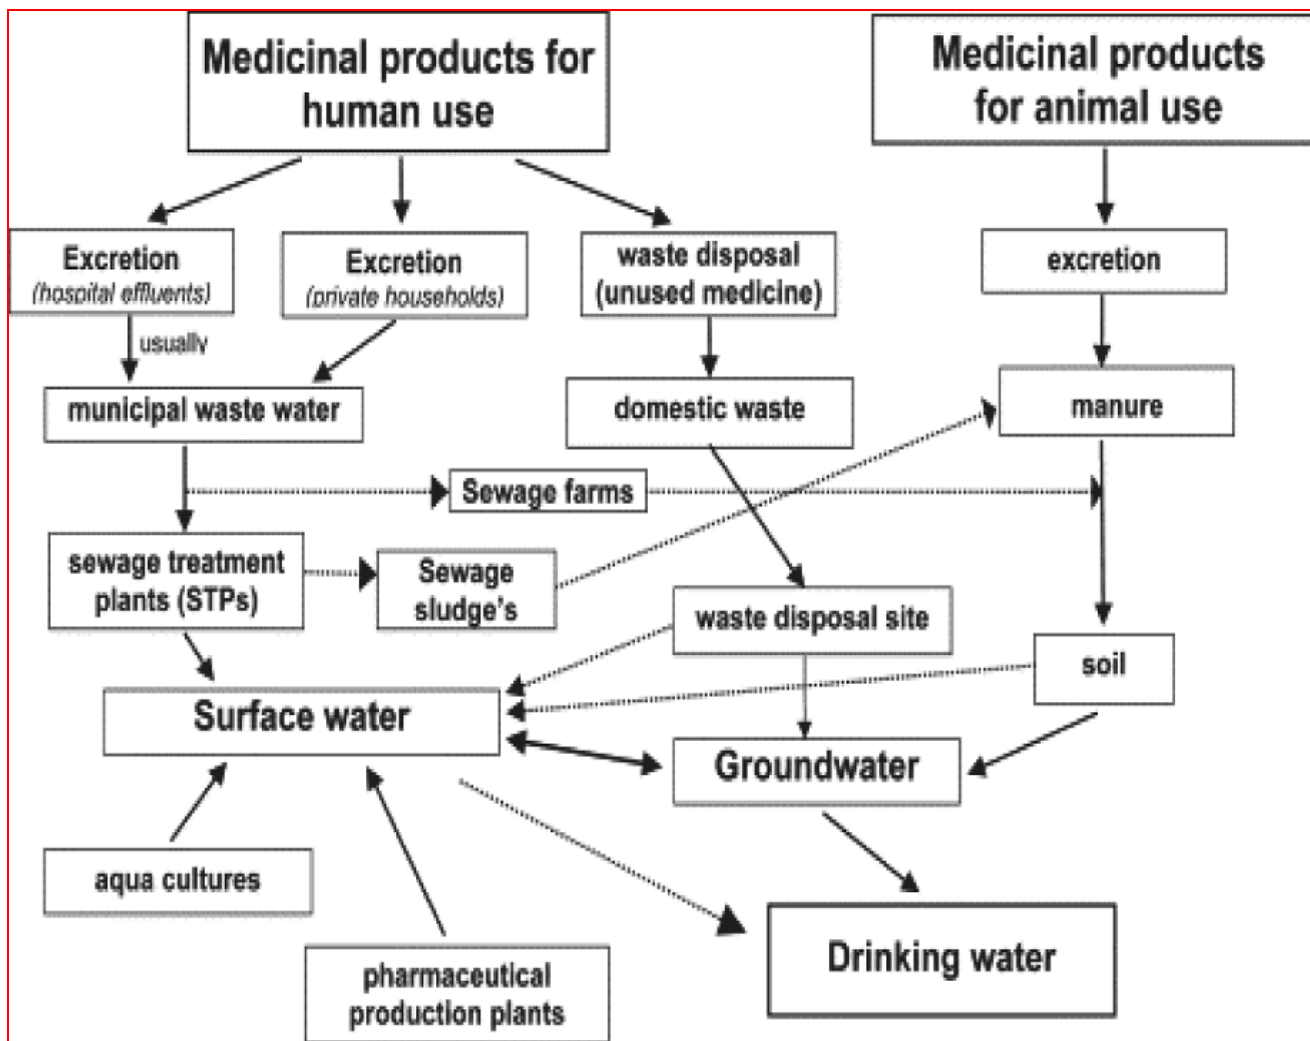 Medicinal products for
human use
Medicinal products
for animal use
Excretion
(hospital effluents)
Excretion
(private households)
waste disposal
(unused medicine)
excretion
usually
municipal waste water
domestic waste
manure
Sewage farms
sewage treatment
plants (STPs)
Sewage
sludge's
waste disposal site
soil
Surface water
Groundwater
aqua cultures
Drinking water
pharmaceutical
production plants